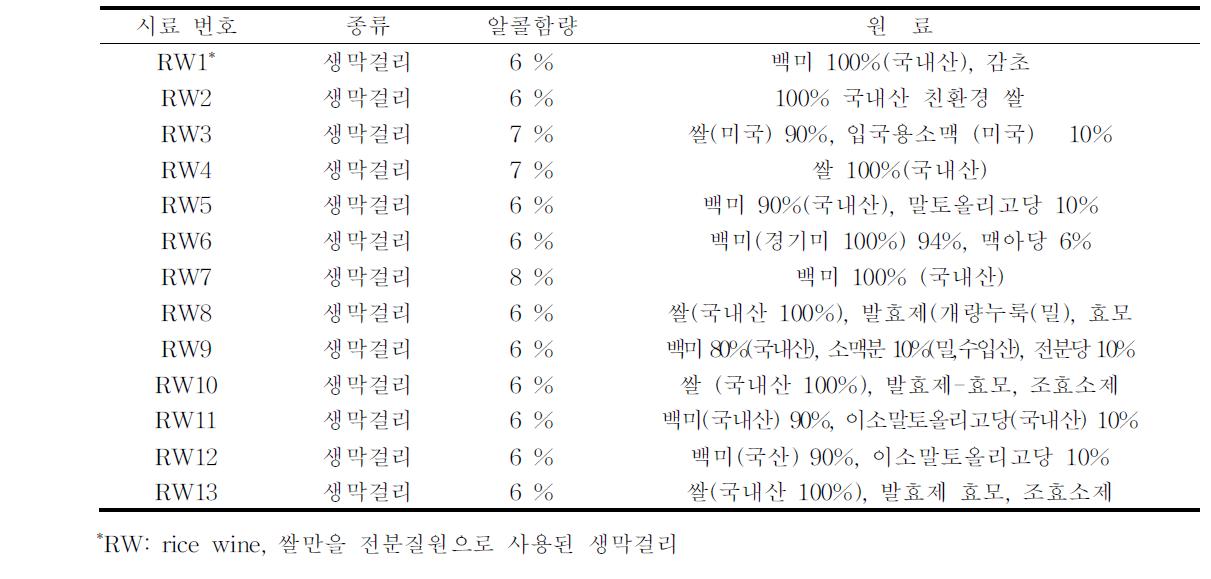 시료 번호 종류 알콜함량 원 료
RW1* 생막걸리 6 % 백미 100%(국내산), 감초
RW2 생막걸리 6 % 100% 국내산 친환경 쌀
RW3 생막걸리 7 % 쌀(미국) 90%, 입국용소맥 (미국) 10%
RW4 생막걸리 7 % 쌀 100%(국내산)
RW5 생막걸리 6 % 백미 90%(국내산), 말토올리고당 10%
RW6 생막걸리 6 % 백미(경기미 100%) 94%, 맥아당 6%
RW7 생막걸리 8 % 백미 100% (국내산)
RW8 생막걸리 6 % 쌀(국내산 100%), 발효제(개량누룩(밀), 효모
RW9 생막걸리 6 % 백미 80%(국내산), 소맥분 10%(밀,수입산), 전분당 10%
RW10 생막걸리 6 % 쌀 (국내산 100%), 발효제-효모, 조효소제
RW11 생막걸리 6 % 백미(국내산) 90%, 이소말토올리고당(국내산) 10%
RW12 생막걸리 6 % 백미(국산) 90%, 이소말토올리고당 10%
RW13 생막걸리 6 % 쌀(국내산 100%), 발효제 효모, 조효소제
*RW: rice wine, 쌀만을 전분질원으로 사용된 생막걸리